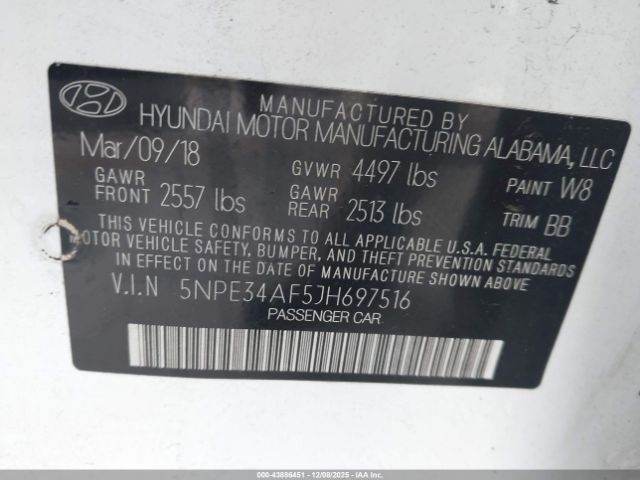 MANUFACTURED BY
HYUNDAI MOTOR MANUFACTURING ALABAMA, LLC
Mar/09/18 GVWR 4497 lbs PAINT W8
GAWR FRONT 2557 lbs GAWR REAR 2513 lbs TRIM BB
THIS VEHICLE CONFORMS TO ALL APPLICABLE U.S.A. FEDERAL
MOTOR VEHICLE SAFETY, BUMPER, AND THEFT PREVENTION STANDARDS
IN EFFECT ON THE DATE OF MANUFACTURE SHOWN ABOVE.
V.I.N 5NPE34AF5JH697516
PASSENGER CAR
000-43886451 | 12/08/2025 - COPART